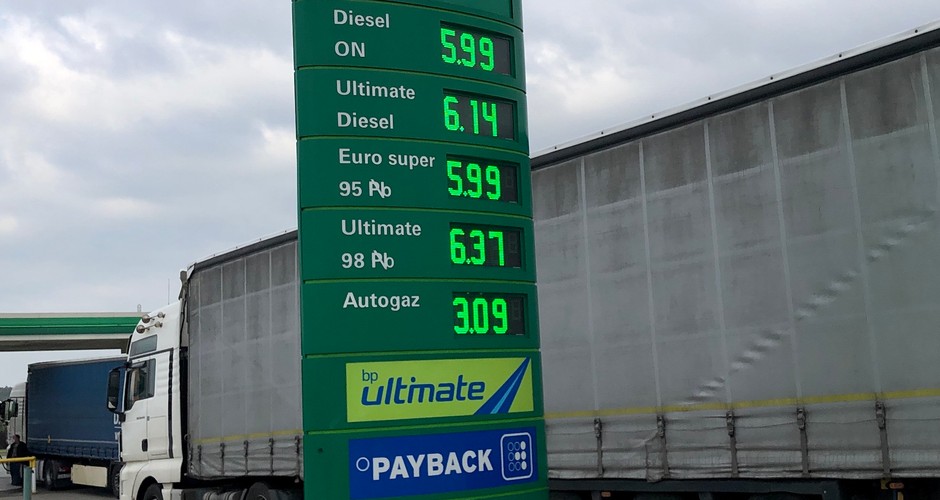 Diesel
ON 5.99
Ultimate
Diesel 6.14
Euro super
95 Pb 5.99
Ultimate
98 Pb 6.37
Autogaz 3.09
bp
ultimate
PAYBACK